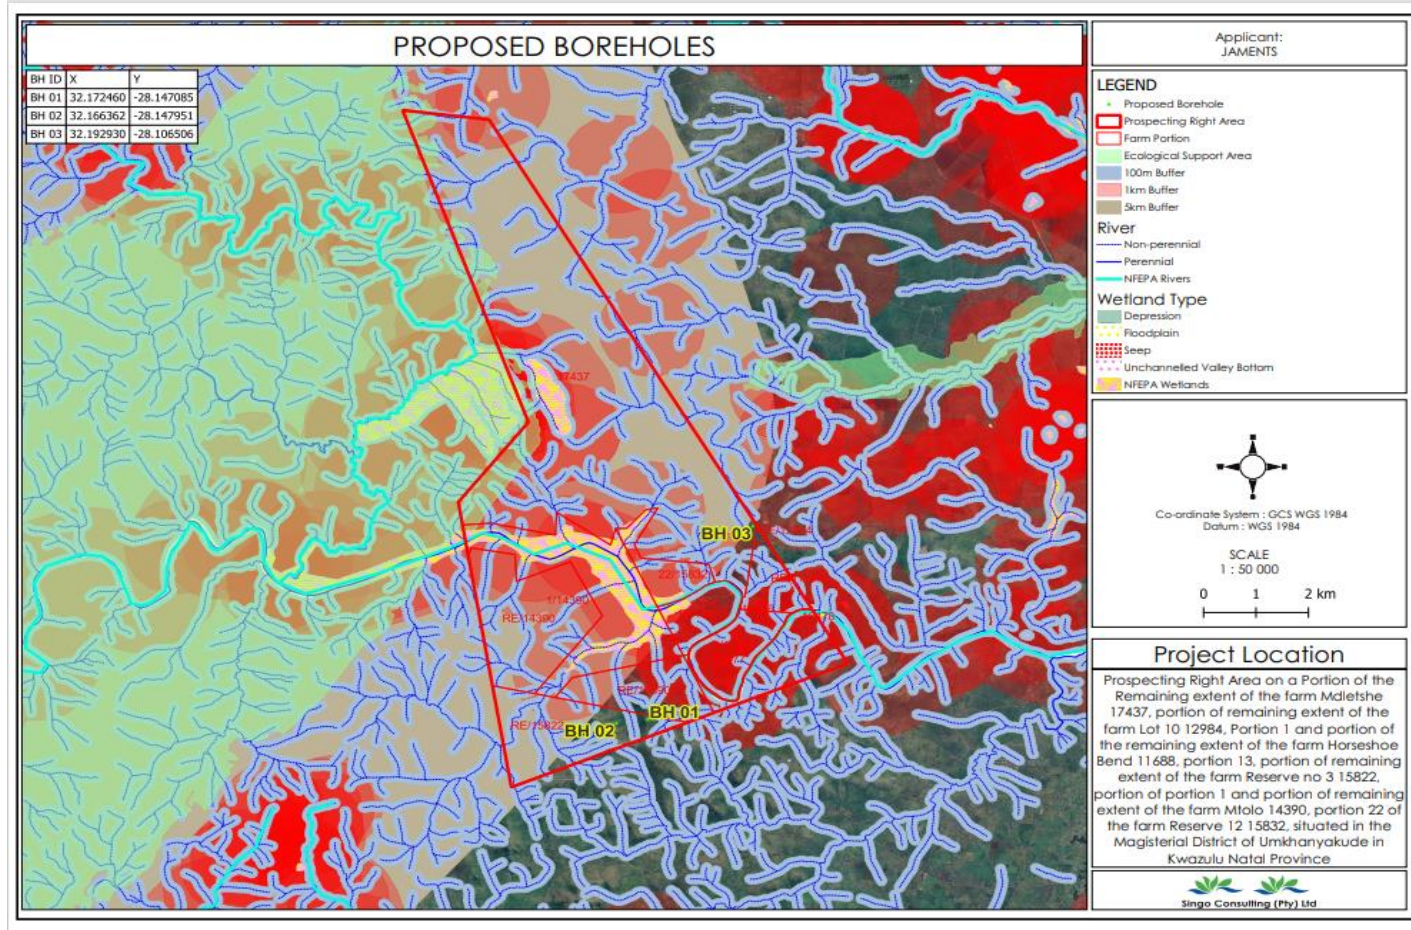 PROPOSED BOREHOLES
BH ID X Y
BH 01 32.172460 -28.147085
BH 02 32.166362 -28.147951
BH 03 32.192930 -28.106506
17437
BH 03
22/15832
1/14390
RE/14390
BH 01
RE/15822
BH 02
Applicant:
JAMENTS
LEGEND
Proposed Borehole
Prospecting Right Area
Farm Portion
Ecological Support Area
100m Buffer
1km Buffer
5km Buffer
River
Non-perennial
Perennial
NFEPA Rivers
Wetland Type
Depression
Floodplain
Seep
Unchannelled Valley Bottom
NFEPA Wetlands
Co-ordinate System : GCS WGS 1984
Datum : WGS 1984
SCALE
1 : 50 000
0 1 2 km
Project Location
Prospecting Right Area on a Portion of the
Remaining extent of the farm Mdletshe
17437, portion of remaining extent of the
farm Lot 10 12984, Portion 1 and portion of
the remaining extent of the farm Horseshoe
Bend 11688, portion 13, portion of remaining
extent of the farm Reserve no 3 15822,
portion of portion 1 and portion of remaining
extent of the farm Mtolo 14390, portion 22 of
the farm Reserve 12 15832, situated in the
Magisterial District of Umkhanyakude in
Kwazulu Natal Province
Singo Consulting (Pty) Ltd